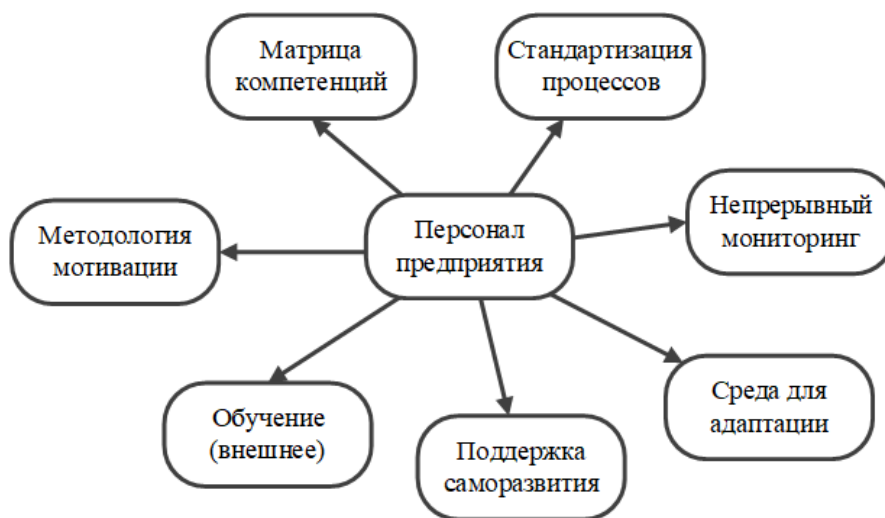 Матрица
компетенций
Стандартизация
процессов
Методология
мотивации
Персонал
предприятия
Непрерывный
мониторинг
Обучение
(внешнее)
Поддержка
саморазвития
Среда для
адаптации